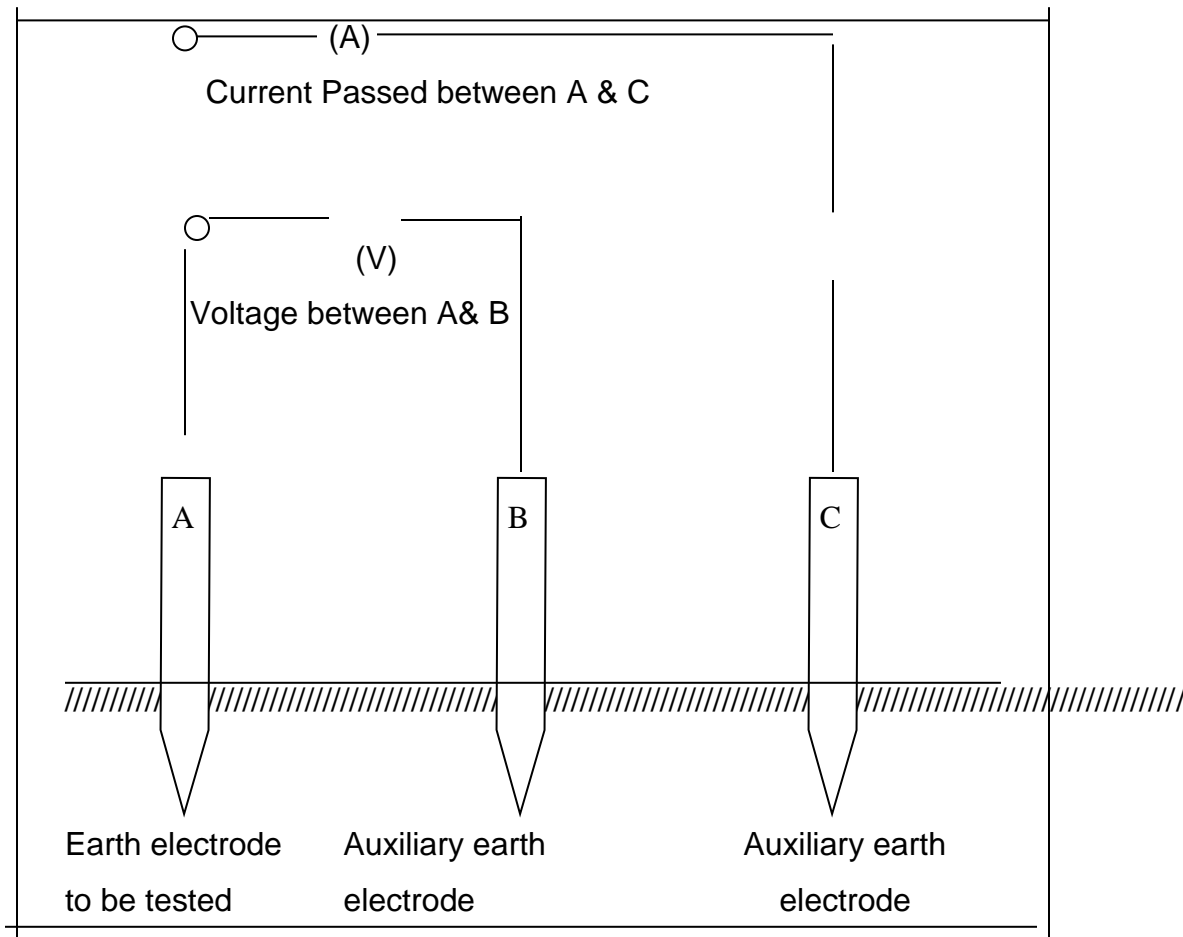 (A)
Current Passed between A & C
(V)
Voltage between A& B
A
B
C
Earth electrode
to be tested
Auxiliary earth
electrode
Auxiliary earth
electrode